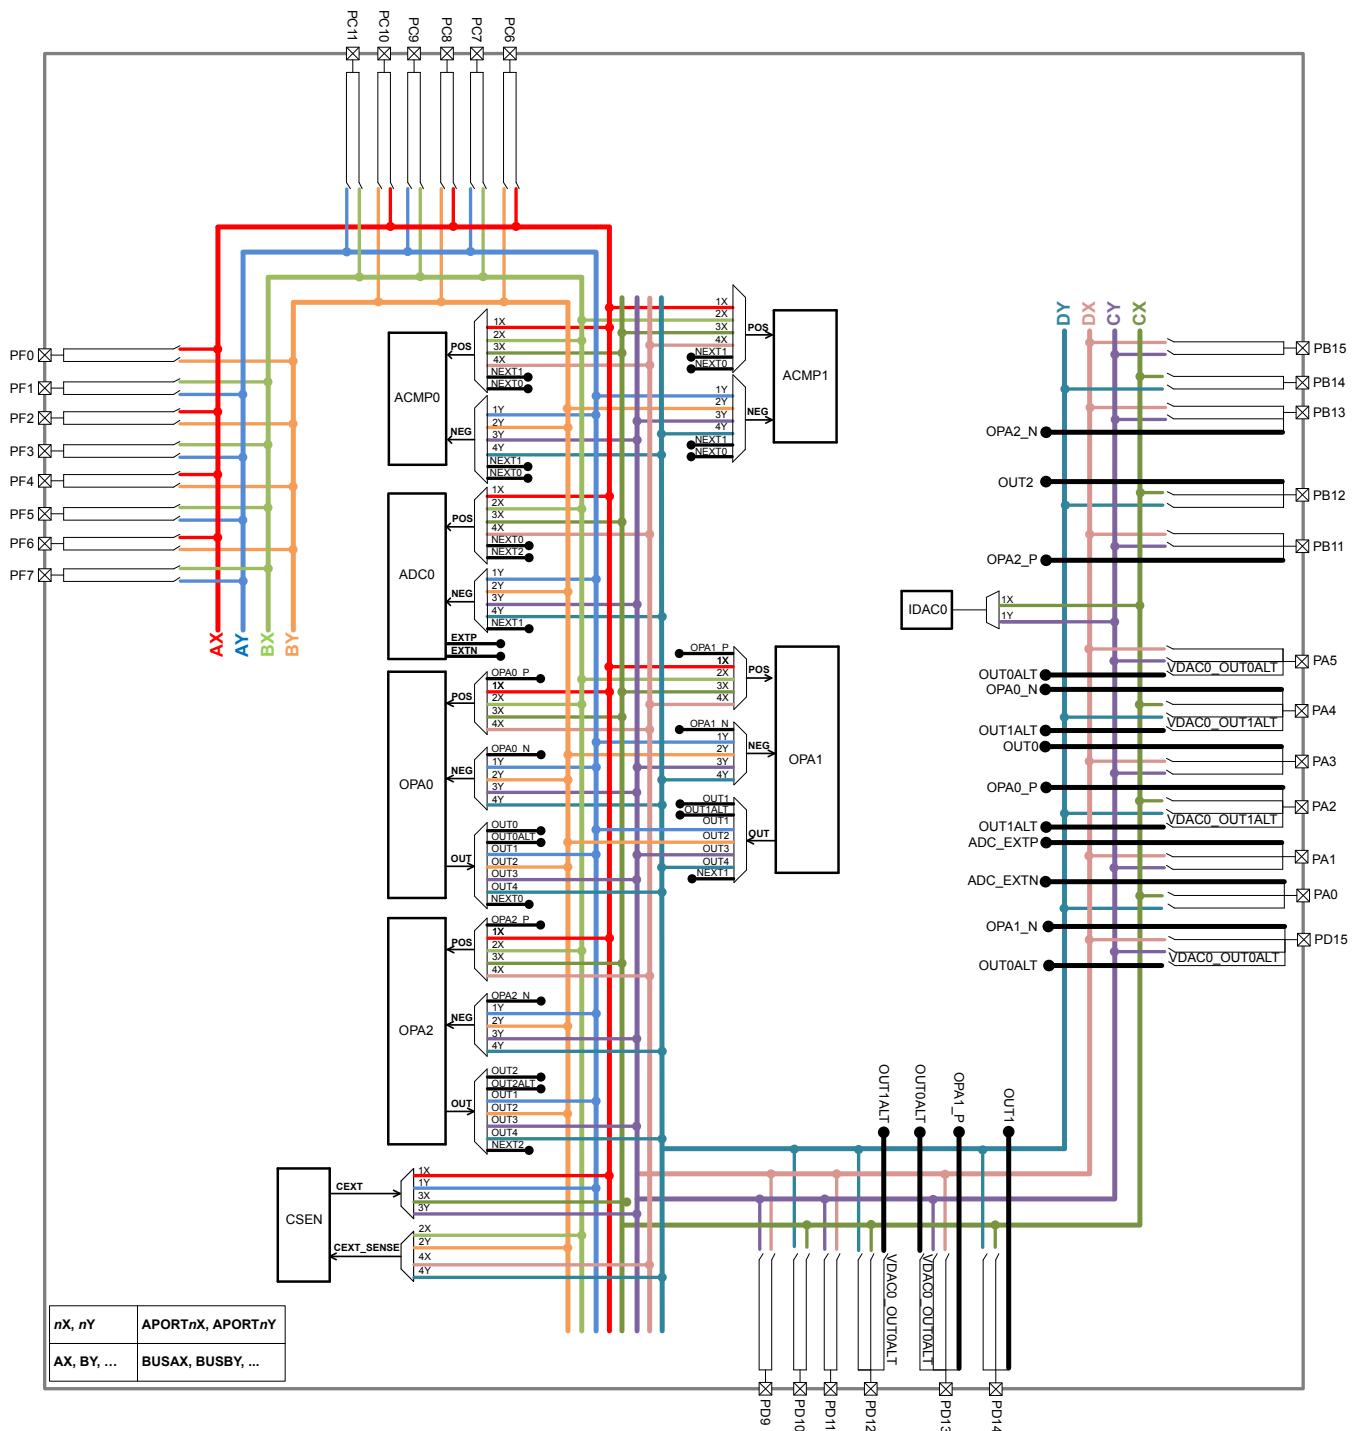 PC11
PC10
PC9
PC8
PC7
PC6
PF0
PF1
PF2
PF3
PF4
PF5
PF6
PF7
AX
AY
BX
BY
ACMP0
POS
1X
2X
3X
4X
NEXT1
NEXT0
NEG
1Y
2Y
3Y
4Y
NEXT1
NEXT0
ACMP1
POS
1X
2X
3X
4X
NEXT1
NEXT0
NEG
1Y
2Y
3Y
4Y
NEXT1
NEXT0
ADC0
POS
1X
2X
3X
4X
NEXT0
NEXT2
NEG
1Y
2Y
3Y
4Y
NEXT1
EXTP
EXTN
OPA0
POS
OPA0_P
1X
2X
3X
4X
NEG
OPA0_N
1Y
2Y
3Y
4Y
OUT
OUT0
OUT0ALT
OUT1
OUT2
OUT3
OUT4
NEXT0
OPA1
POS
OPA1_P
1X
2X
3X
4X
NEG
OPA1_N
1Y
2Y
3Y
4Y
OUT
OUT1
OUT1ALT
OUT1
OUT2
OUT3
OUT4
NEXT1
OPA2
POS
OPA2_P
1X
2X
3X
4X
NEG
OPA2_N
1Y
2Y
3Y
4Y
OUT
OUT2
OUT2ALT
OUT1
OUT2
OUT3
OUT4
NEXT2
CSEN
CEXT
1X
1Y
3X
3Y
CEXT_SENSE
2X
2Y
4X
4Y
DY
DX
CY
CX
PB15
PB14
PB13
OPA2_N
OUT2
PB12
PB11
OPA2_P
IDAC0
1X
1Y
PA5
VDAC0_OUT0ALT
OUT0ALT
OPA0_N
PA4
VDAC0_OUT1ALT
OUT1ALT
OUT0
PA3
OPA0_P
PA2
VDAC0_OUT1ALT
OUT1ALT
ADC_EXTP
PA1
ADC_EXTN
PA0
OPA1_N
PD15
VDAC0_OUT0ALT
OUT0ALT
OUT1ALT
OUT0ALT
OPA1_P
OUT1
VDAC0_OUT0ALT
VDAC0_OUT0ALT
PD9
PD10
PD11
PD12
PD13
PD14
nX, nY APORTnX, APORTnY
AX, BY, ... BUSAX, BUSBY, ...